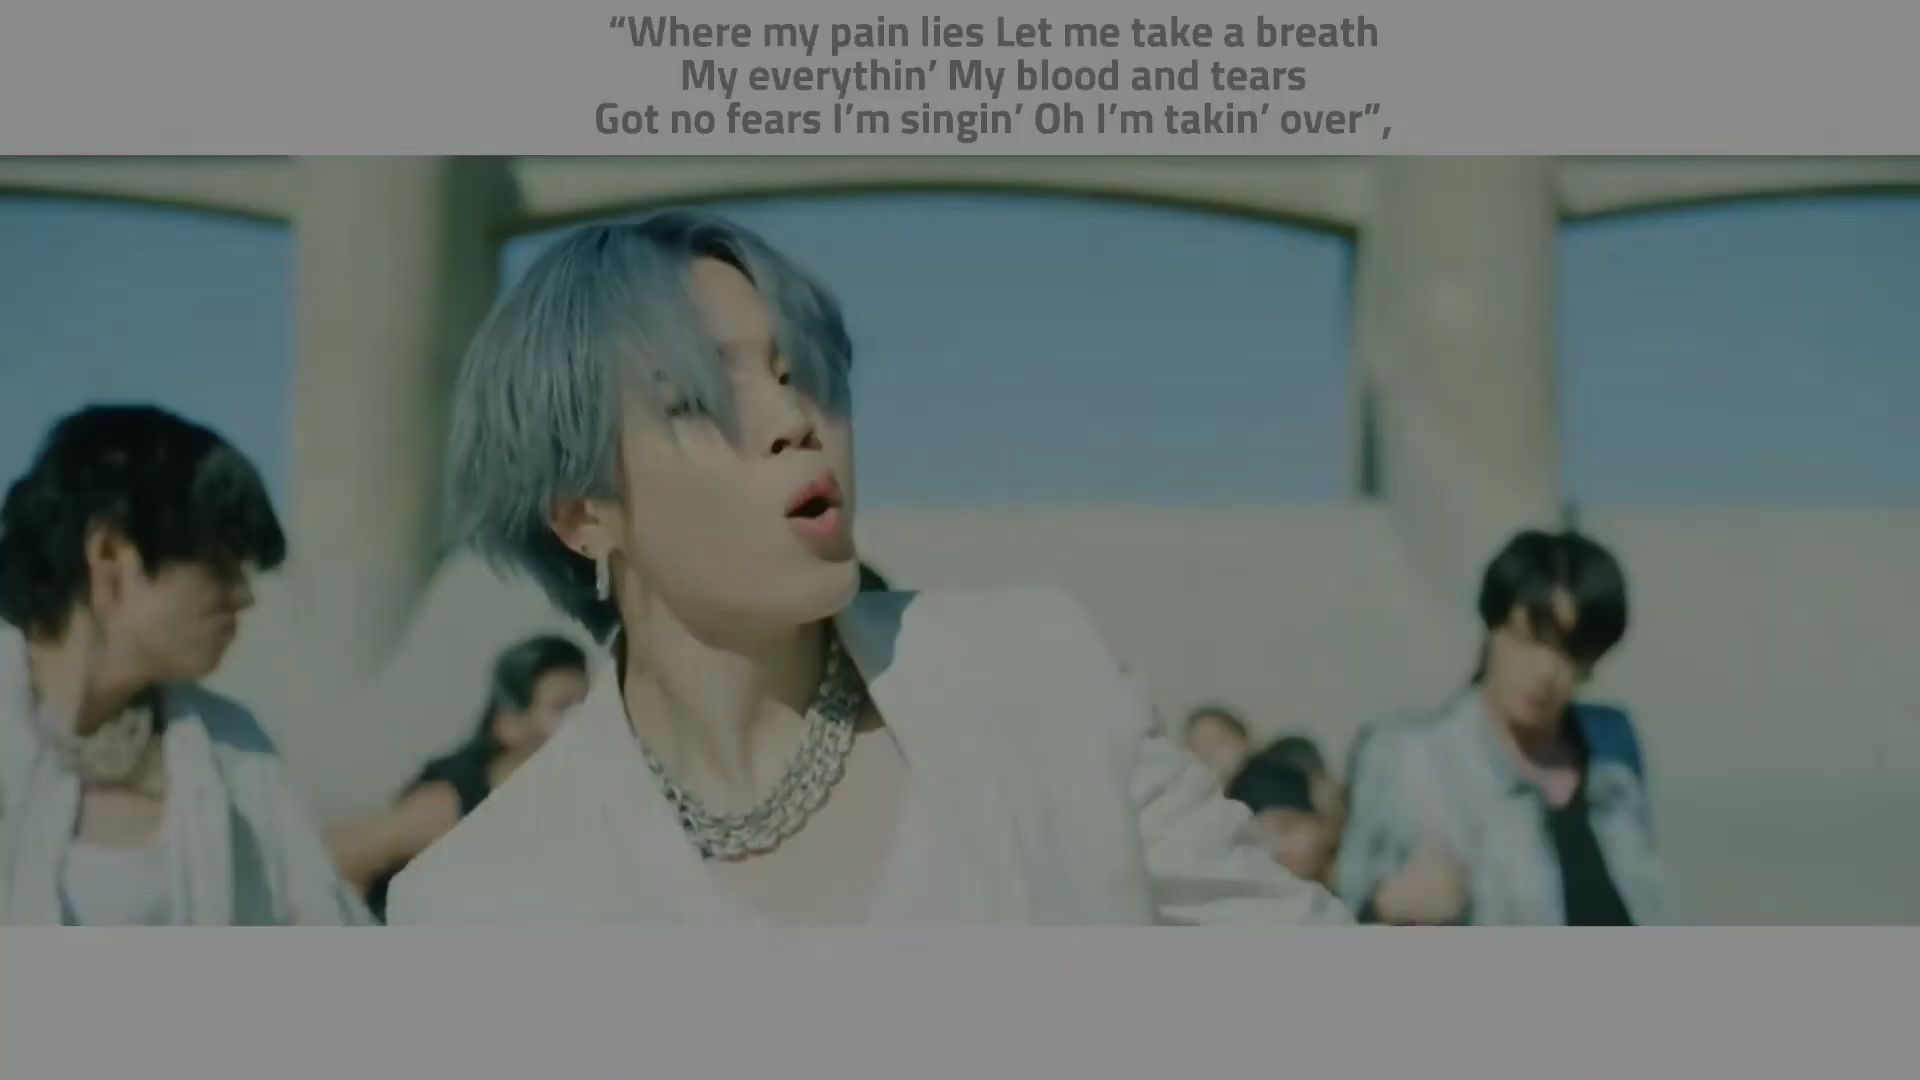 “Where my pain lies Let me take a breath
My everythin’ My blood and tears
Got no fears I’m singin’ Oh I’m takin’ over”,